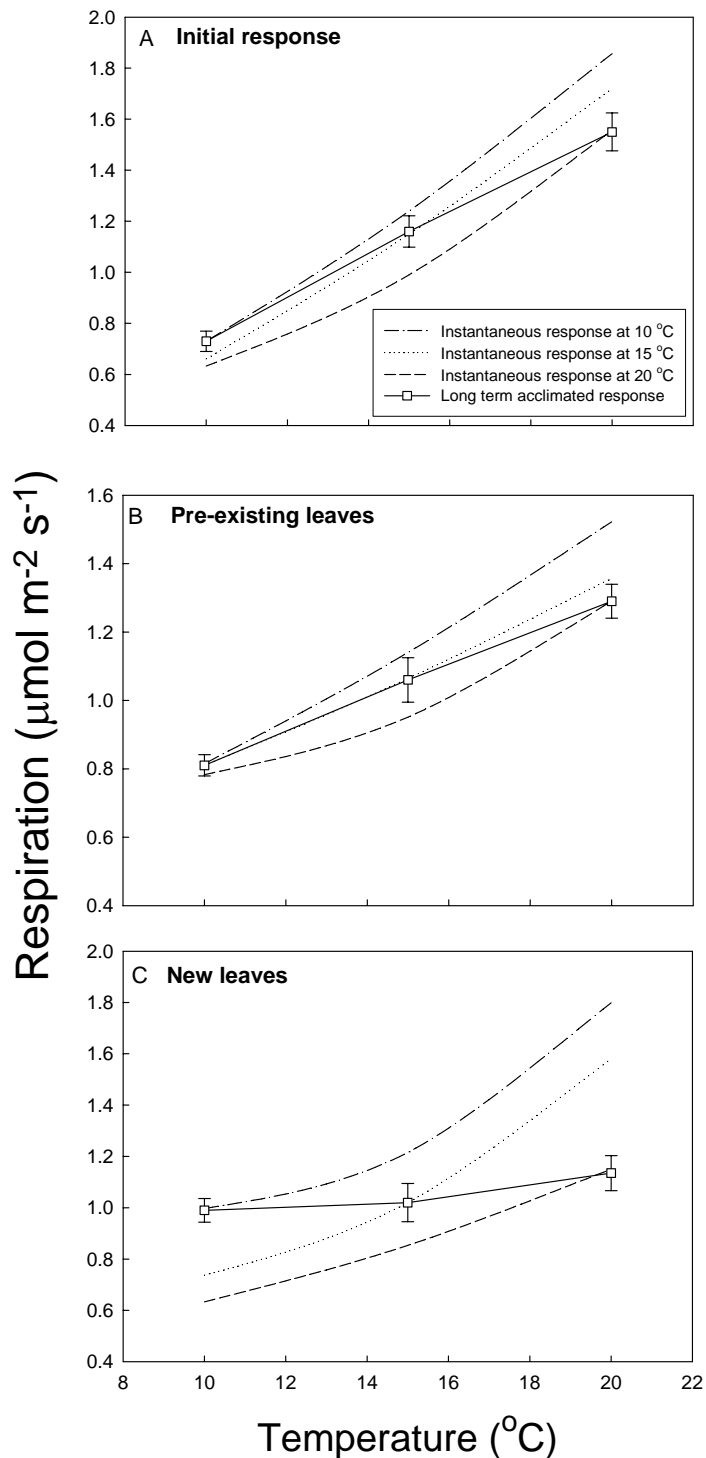 A Initial response
2.0
1.8
1.6
1.4
1.2
1.0
0.8
0.6
0.4
Instantaneous response at 10 °C
Instantaneous response at 15 °C
Instantaneous response at 20 °C
Long term acclimated response
B Pre-existing leaves
1.6
1.4
1.2
1.0
0.8
0.6
0.4
Respiration (μmol m-2 s-1)
C New leaves
2.0
1.8
1.6
1.4
1.2
1.0
0.8
0.6
0.4
8 10 12 14 16 18 20 22
Temperature (°C)